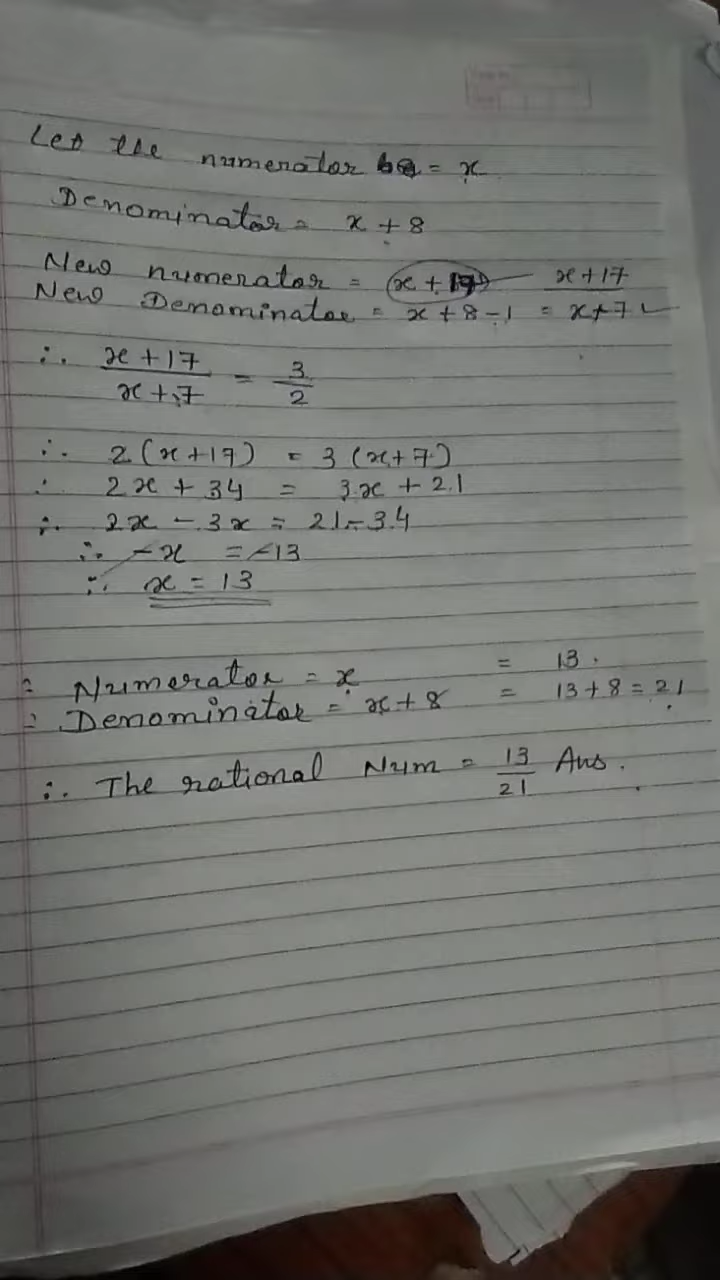 Let the numerator be = x
Denominator = x + 8
New numerator = (x + 17) x + 17
New Denominator = x + 8 - 1 = x + 7
∴ x + 17 / x + 7 = 3 / 2
∴ 2 (x + 17) = 3 (x + 7)
∴ 2x + 34 = 3x + 21
∴ 2x - 3x = 21 - 34
∴ -x = -13
∴ x = 13
∴ Numerator = x = 13.
∴ Denominator = x + 8 = 13 + 8 = 21
∴ The rational Num = 13 / 21 Ans.